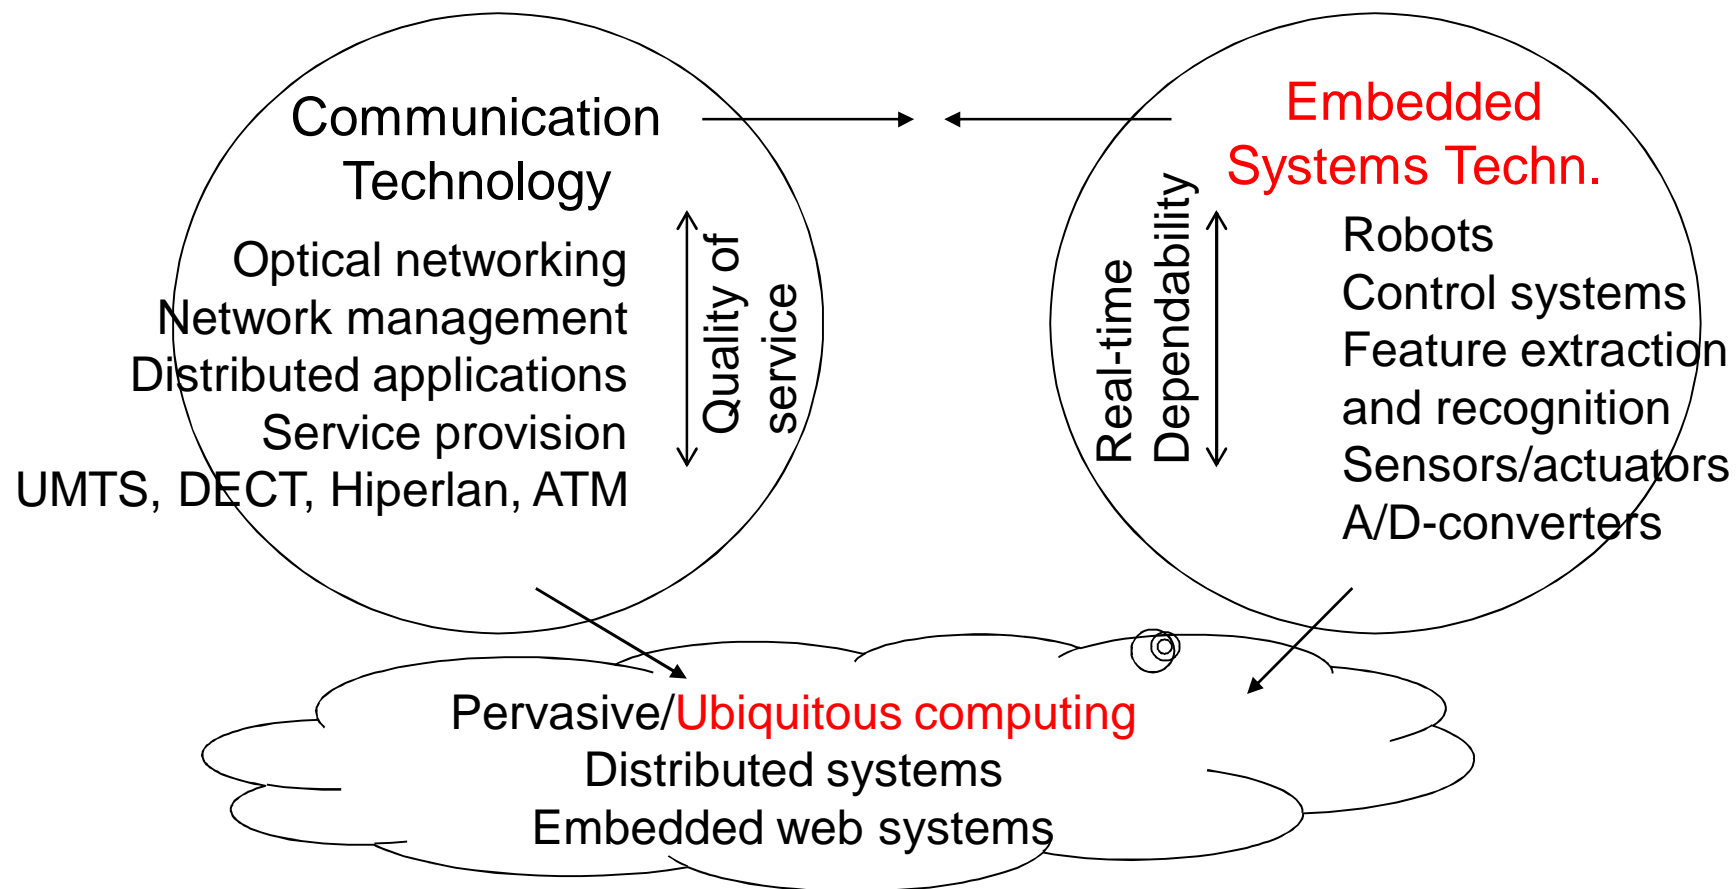 Communication
Technology
Optical networking
Network management
Distributed applications
Service provision
UMTS, DECT, Hiperlan, ATM
Quality of
service
Embedded
Systems Techn.
Real-time
Dependability
Robots
Control systems
Feature extraction
and recognition
Sensors/actuators
A/D-converters
Pervasive/Ubiquitous computing
Distributed systems
Embedded web systems